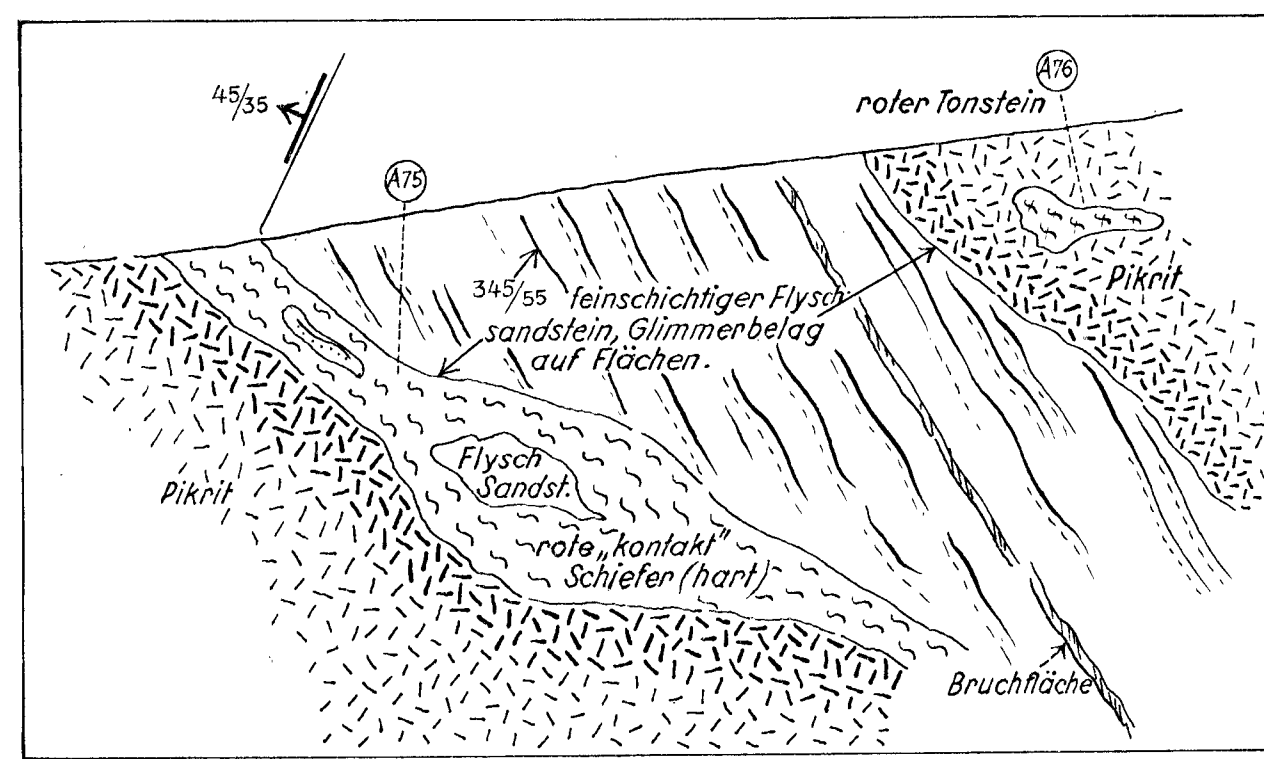 45/35
A76
roter Tonstein
A75
345/55 feinschichtiger Flysch-
sandstein, Glimmerbelag
auf Flächen.
Pikrit
Pikrit
Flysch
Sandst.
rote „kontakt"
Schiefer (hart)
Bruchfläche